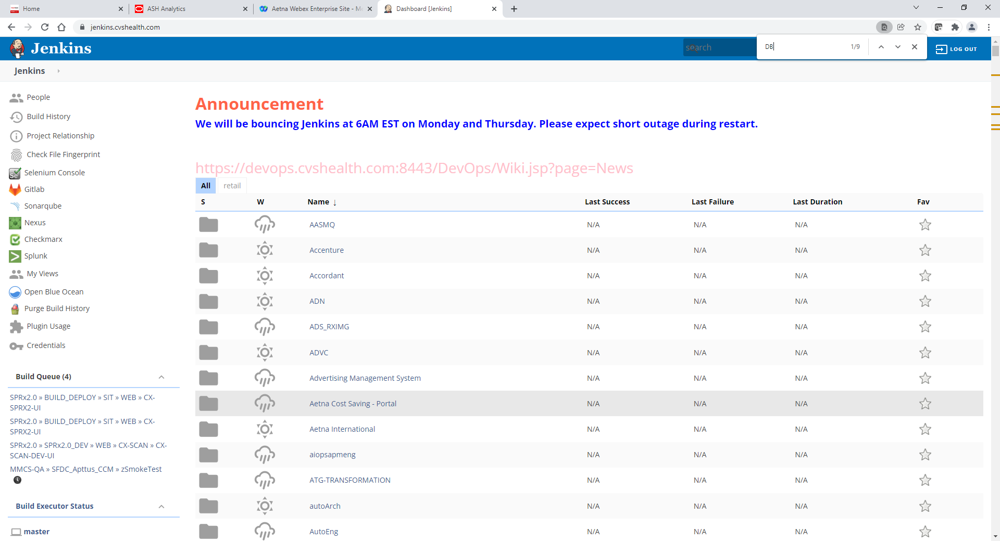 Home
ASH Analytics
Aetna Webex Enterprise Site - M
Dashboard [Jenkins]
jenkins.cvshealth.com
Jenkins
search
DB
1/9
LOG OUT
Jenkins
People
Build History
Project Relationship
Check File Fingerprint
Selenium Console
Gitlab
Sonarqube
Nexus
Checkmarx
Splunk
My Views
Open Blue Ocean
Purge Build History
Plugin Usage
Credentials
Build Queue (4)
SPRx2.0 » BUILD_DEPLOY » SIT » WEB » CX-
SPRX2-UI
SPRx2.0 » BUILD_DEPLOY » SIT » WEB » CX-
SPRX2-UI
SPRx2.0 » SPRx2.0_DEV » WEB » CX-SCAN » CX-
SCAN-DEV-UI
MMCS-QA » SFDC_Apttus_CCM » zSmokeTest
Build Executor Status
master
Announcement
We will be bouncing Jenkins at 6AM EST on Monday and Thursday. Please expect short outage during restart.
https://devops.cvshealth.com:8443/DevOps/Wiki.jsp?page=News
All retail
S W Name ↓ Last Success Last Failure Last Duration Fav
AASMQ N/A N/A N/A
Accenture N/A N/A N/A
Accordant N/A N/A N/A
ADN N/A N/A N/A
ADS_RXIMG N/A N/A N/A
ADVC N/A N/A N/A
Advertising Management System N/A N/A N/A
Aetna Cost Saving - Portal N/A N/A N/A
Aetna International N/A N/A N/A
aiopsapmeng N/A N/A N/A
ATG-TRANSFORMATION N/A N/A N/A
autoArch N/A N/A N/A
AutoEng N/A N/A N/A